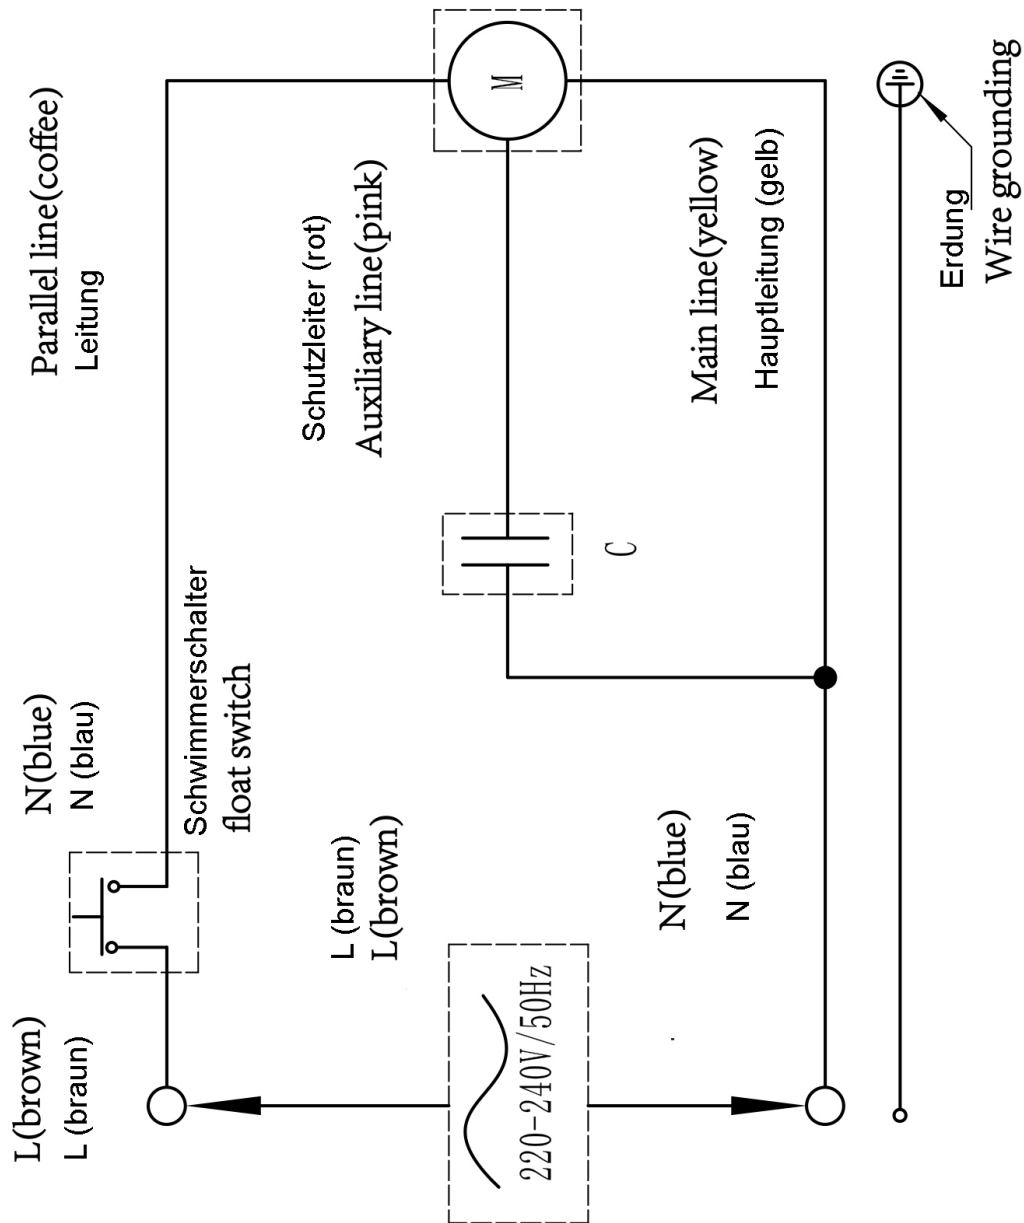 L(brown)
L (braun)
N(blue)
N (blau)
Schwimmerschalter
float switch
Parallel line(coffee)
Leitung
L (braun)
L(brown)
Schutzleiter (rot)
Auxiliary line(pink)
M
220-240V/50Hz
C
N(blue)
N (blau)
Main line(yellow)
Hauptleitung (gelb)
Erdung
Wire grounding